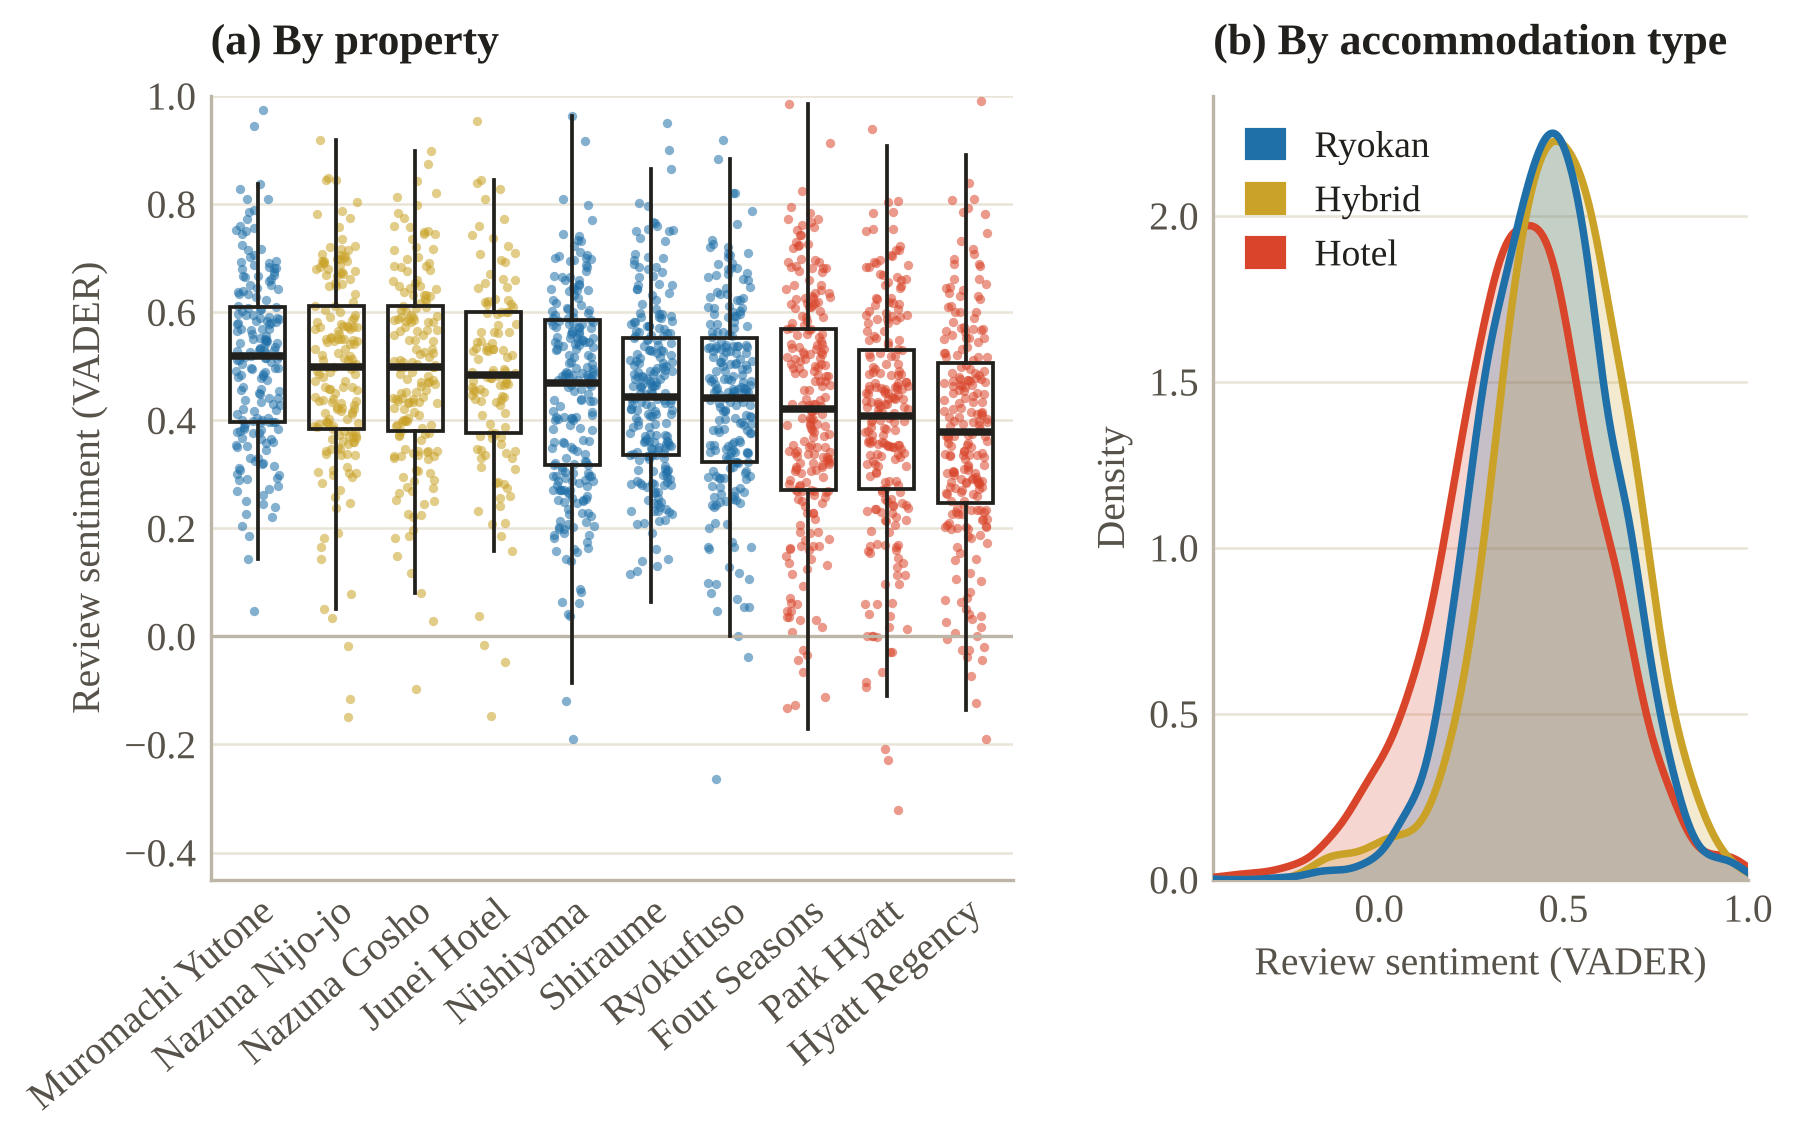 (a) By property
Review sentiment (VADER)
1.0
0.8
0.6
0.4
0.2
0.0
−0.2
−0.4
Muromachi Yutone
Nazuna Nijo-jo
Nazuna Gosho
Junei Hotel
Nishiyama
Shiraume
Ryokufuso
Four Seasons
Park Hyatt
Hyatt Regency
(b) By accommodation type
Ryokan
Hybrid
Hotel
Density
2.0
1.5
1.0
0.5
0.0
0.0 0.5 1.0
Review sentiment (VADER)